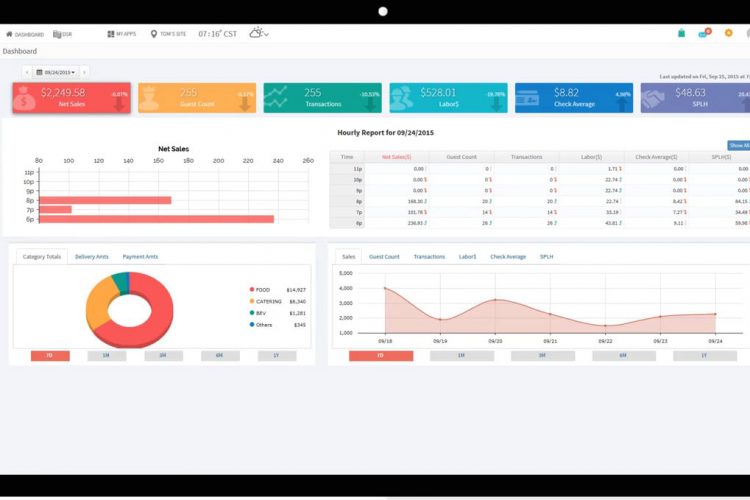 DASHBOARD DSR MY APPS TOM'S SITE 07:16 CST
Dashboard
09/24/2015
Last updated on Fri, Sep 25, 2015 at
$2,249.58 -6.87%
Net Sales
255
Guest Count
255 -10.53%
Transactions
$528.01 -19.76%
Labor$
$8.82 4.98%
Check Average
$48.63
SPLH
Hourly Report for 09/24/2015
Show All
Net Sales
80 100 120 140 160 180 200 220 240 260
11p
10p
9p
8p
7p
6p
Time Net Sales($) Guest Count Transactions Labor($) Check Average($) SPLH($)
11p 0.00 0 0 1.71 0.00 0.00
10p 0.00 0 0 22.74 0.00 0.00
9p 0.00 0 0 22.74 0.00 0.00
8p 168.30 20 20 22.74 8.42
7p 101.78 14 14 33.19 7.27 34.49
6p 236.93 26 26 43.81 9.11 59.98
Category Totals Delivery Amts Payment Amts
FOOD $14,927
CATERING $6,340
BEV $1,281
Others $345
7D 1M 3M 6M 1Y
Sales Guest Count Transactions Labor$ Check Average SPLH
5,000
4,000
3,000
2,000
1,000
09/18 09/19 09/20 09/21 09/22 09/23 09/24
7D 1M 3M 6M 1Y